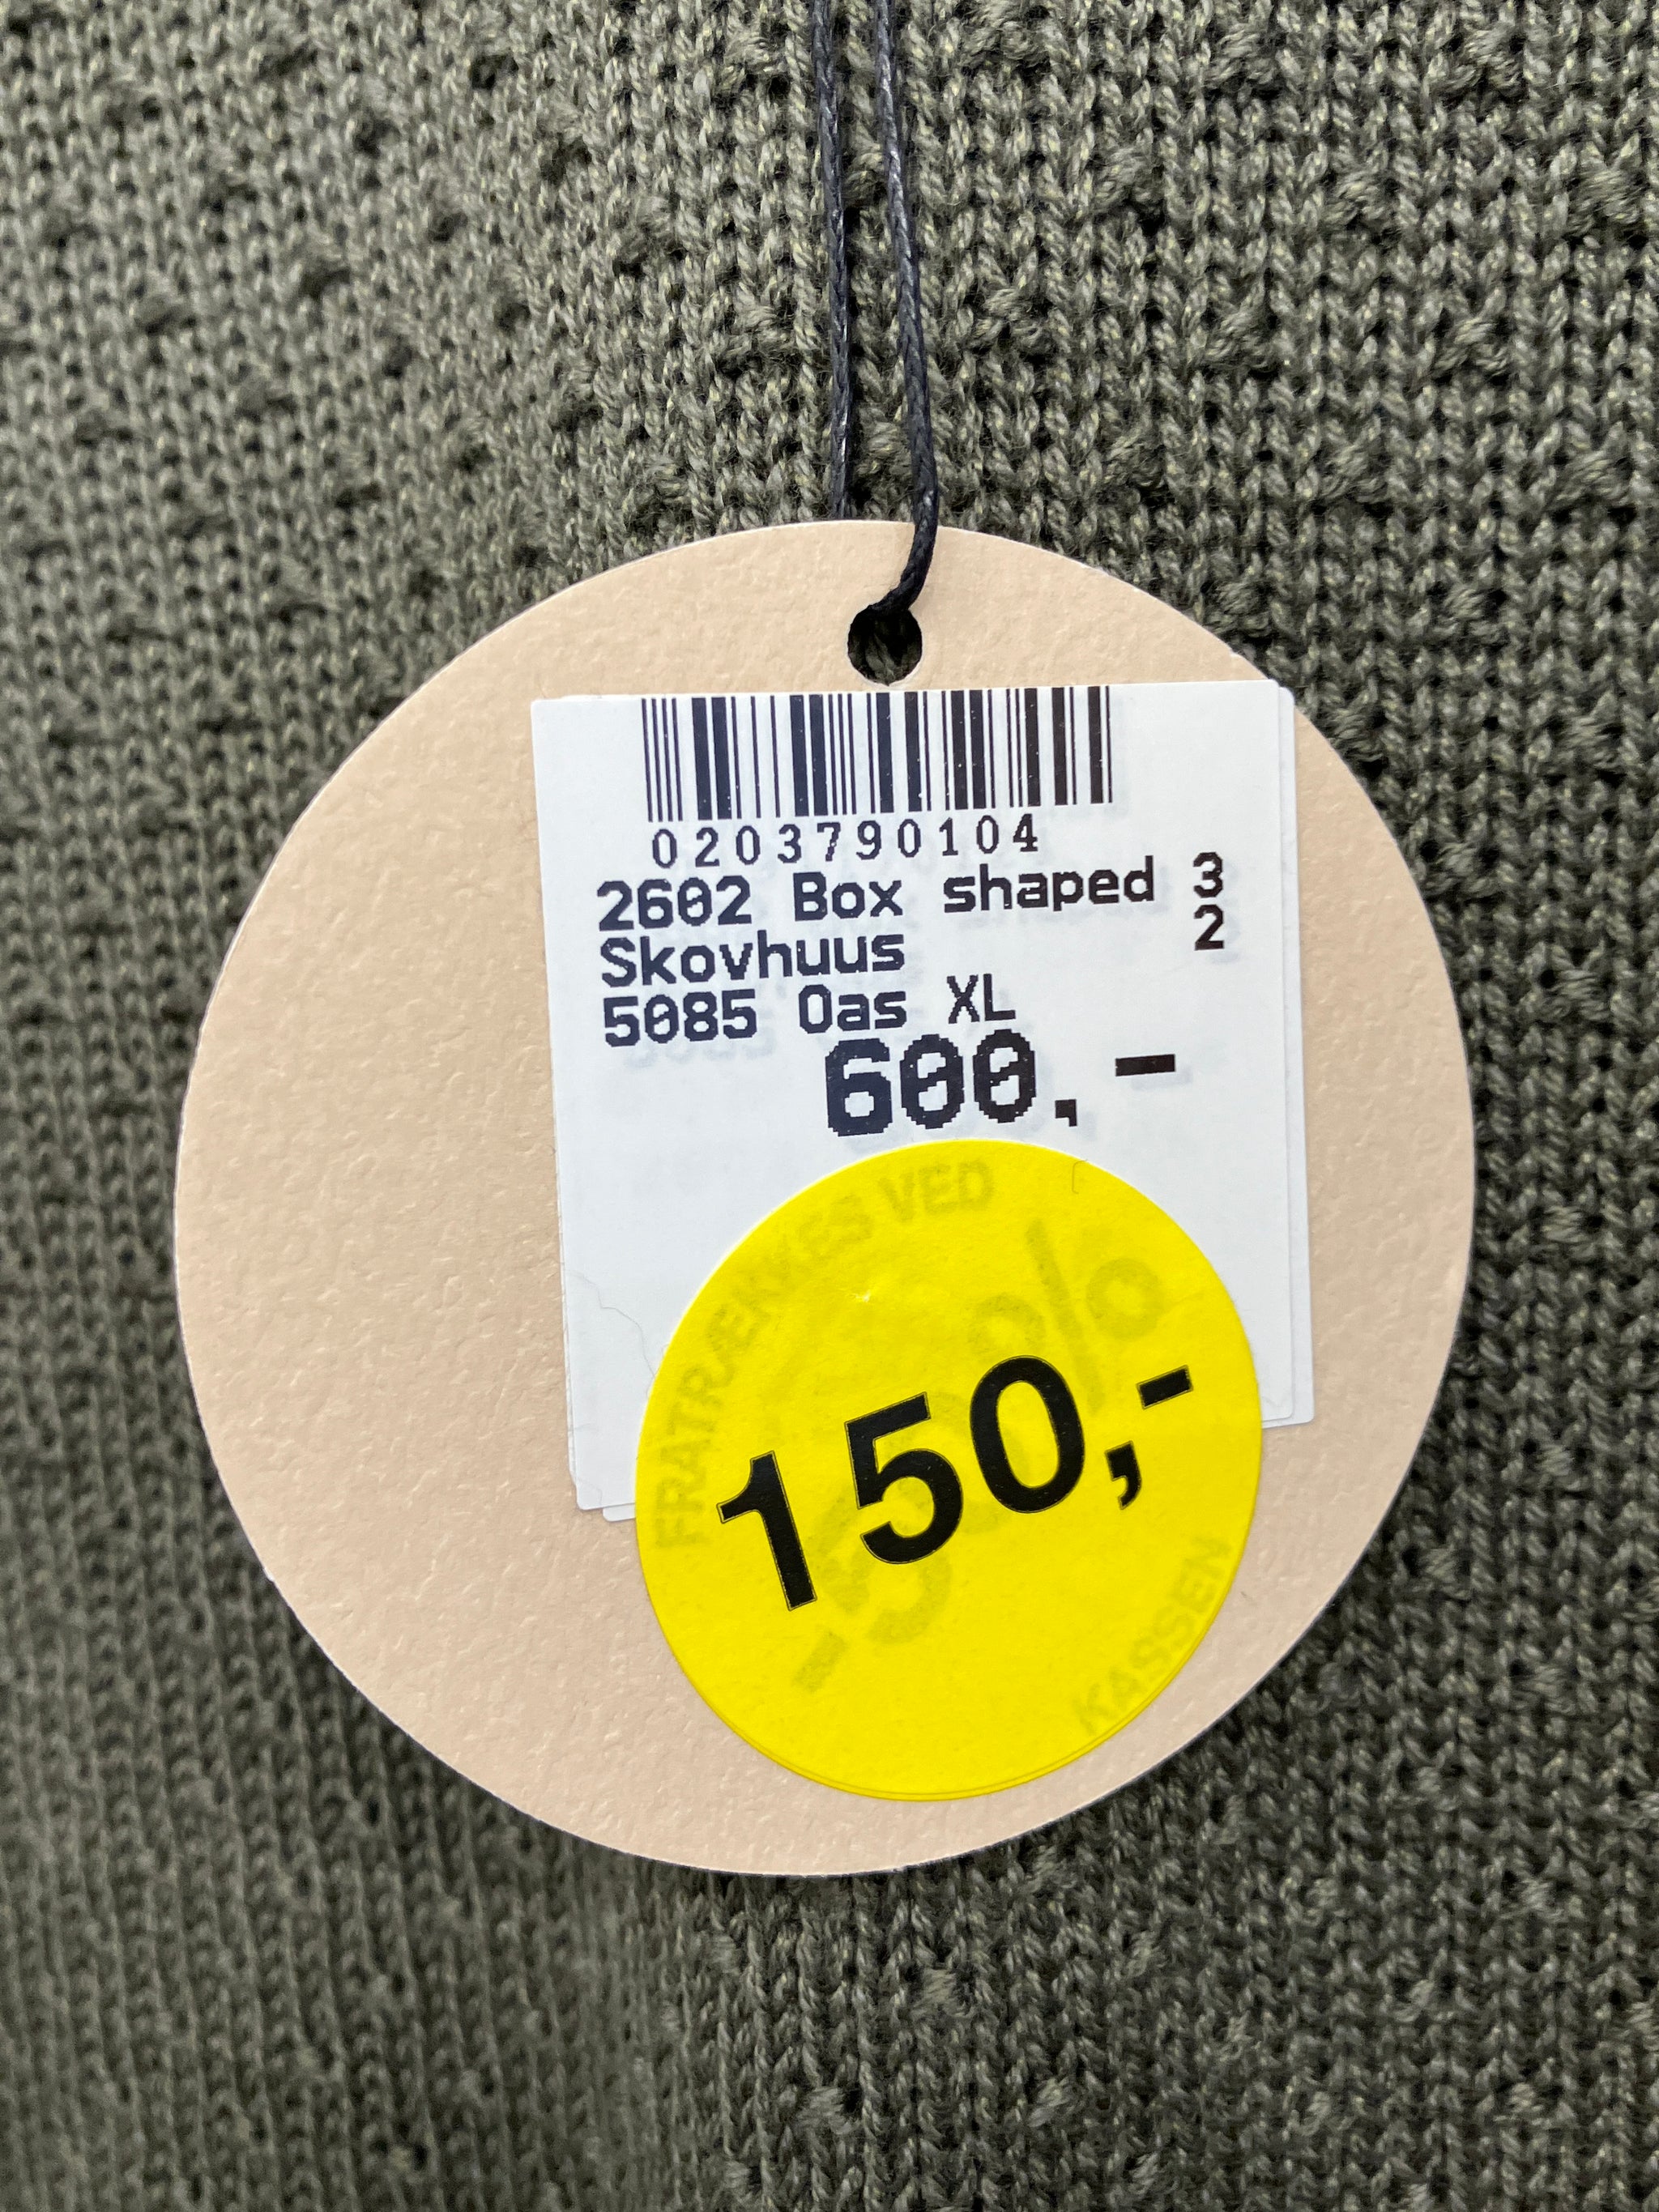 0203790104
2602 Box shaped 3
Skovhuus 2
5085 Oas XL
600,-
FRATRÆKKES VED
150,-
KASSEN